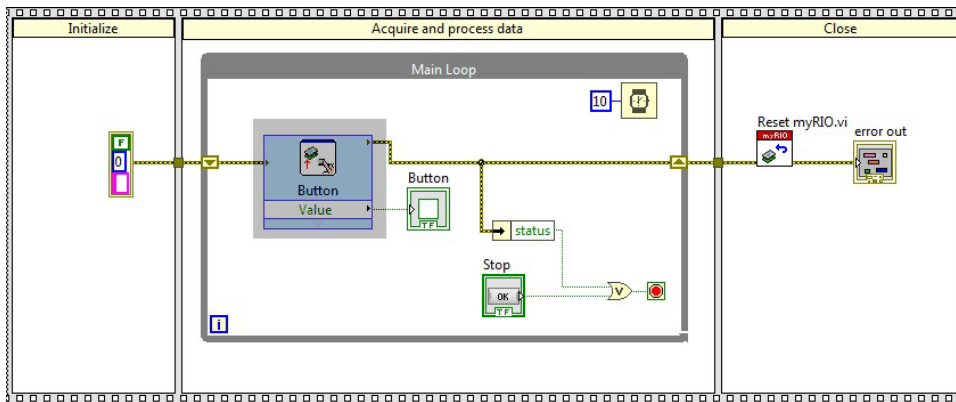 Initialize
Acquire and process data
Close
Main Loop
10
Reset myRIO.vi
myRIO
error out
F
0
Button
Value
Button
TF
status
Stop
OK
TF
V
i